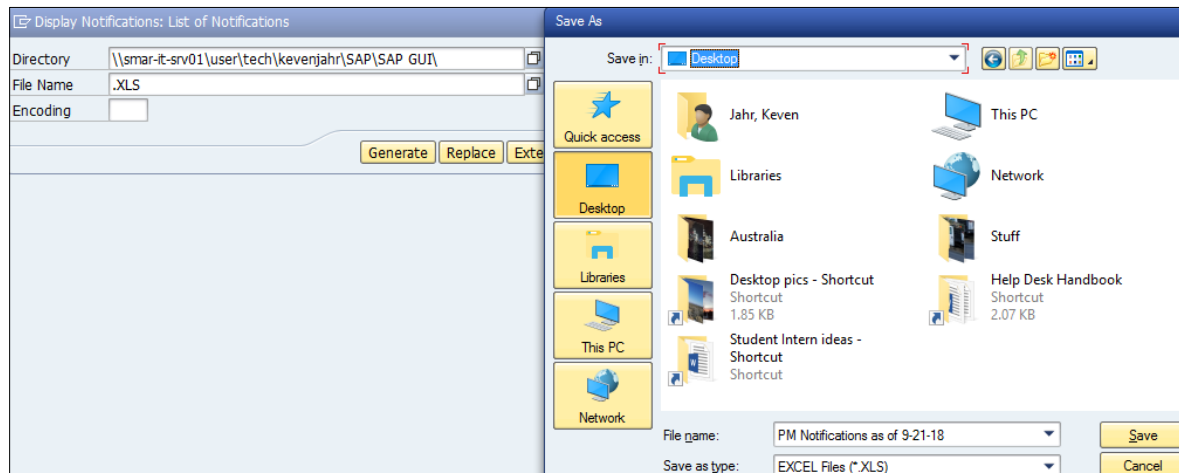 Display Notifications: List of Notifications
Directory \\smar-it-srv01\user\tech\kevenjahr\SAP\SAP GUI\
File Name .XLS
Encoding
Generate Replace Exte
Save As
Save in: Desktop
Quick access
Desktop
Libraries
This PC
Network
Jahr, Keven
This PC
Libraries
Network
Australia
Stuff
Desktop pics - Shortcut
Shortcut
1.85 KB
Help Desk Handbook
Shortcut
2.07 KB
Student Intern ideas -
Shortcut
Shortcut
File name: PM Notifications as of 9-21-18 Save
Save as type: EXCEL Files (*.XLS) Cancel